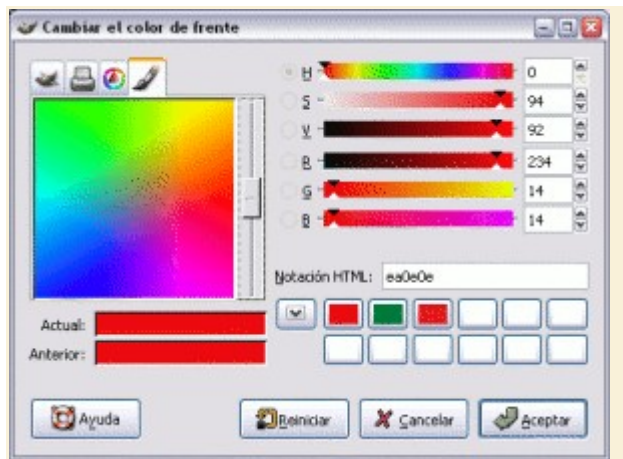 Cambiar el color de frente
H 0
S 94
V 92
R 234
G 14
B 14
Notación HTML: ea0e0e
Actual:
Anterior:
Ayuda
Reiniciar
Cancelar
Aceptar